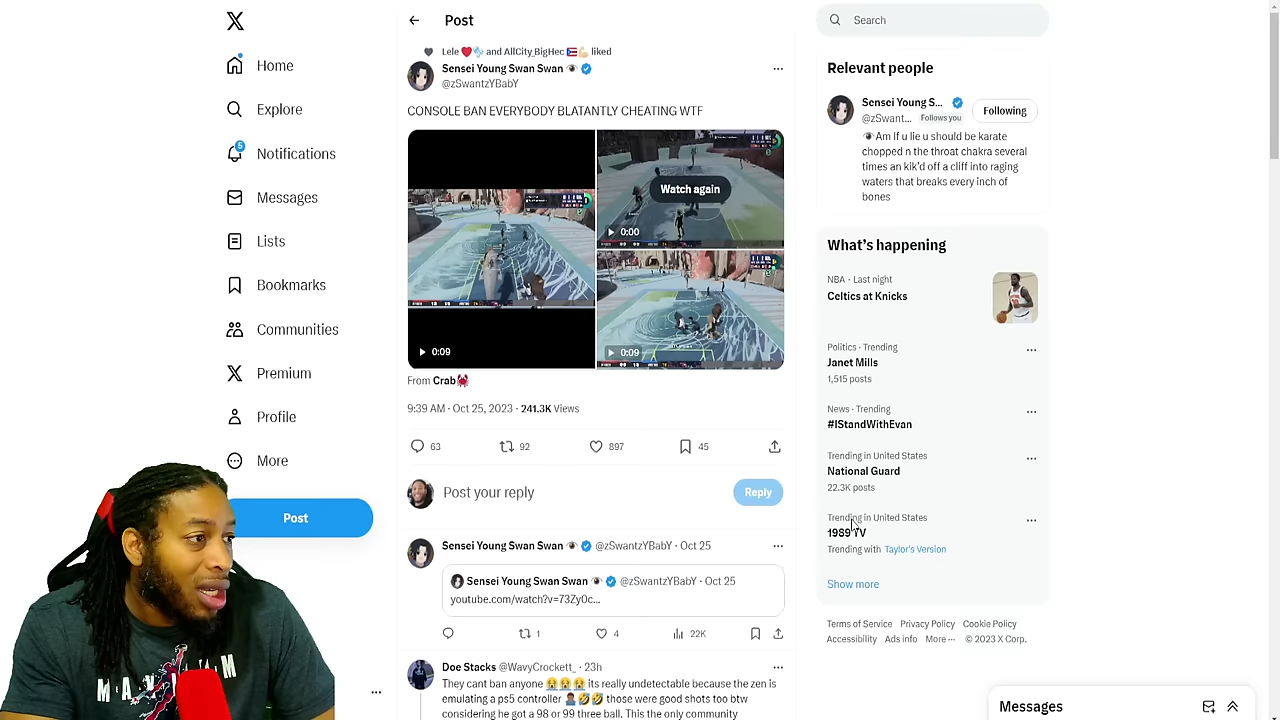 Post
Search
Home
Explore
5
Notifications
Messages
Lists
Bookmarks
Communities
Premium
Profile
More
Post
Lele and AllCity_BigHec liked
Sensei Young Swan Swan
@zSwantzYBabY
CONSOLE BAN EVERYBODY BLATANTLY CHEATING WTF
Watch again
0:00
0:09
0:09
From Crab
9:39 AM · Oct 25, 2023 · 241.3K Views
63
92
897
45
Post your reply
Reply
Sensei Young Swan Swan @zSwantzYBabY · Oct 25
Sensei Young Swan Swan @zSwantzYBabY · Oct 25
youtube.com/watch?v=73Zy0c...
1
4
22K
Doe Stacks @WavyCrockett_ · 23h
They cant ban anyone 😭😭😭 its really undetectable because the zen is
emulating a ps5 controller 🤷🏾‍♂️🤣🤣 those were good shots too btw
considering he got a 98 or 99 three ball. This the only community
Relevant people
Sensei Young S...
@zSwant... Follows you
Following
👁Am If u lie u should be karate
chopped n the throat chakra several
times an kik'd off a cliff into raging
waters that breaks every inch of
bones
What's happening
NBA · Last night
Celtics at Knicks
Politics · Trending
Janet Mills
1,515 posts
News · Trending
#IStandWithEvan
Trending in United States
National Guard
22.3K posts
Trending in United States
1989 TV
Trending with Taylor's Version
Show more
Terms of Service Privacy Policy Cookie Policy
Accessibility Ads info More ··· © 2023 X Corp.
Messages